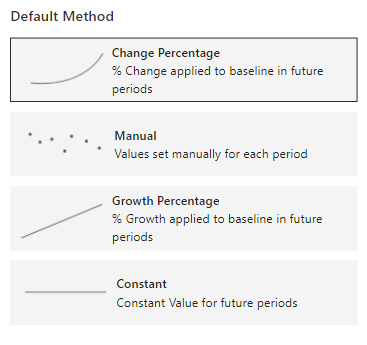 Default Method
Change Percentage
% Change applied to baseline in future
periods
Manual
Values set manually for each period
Growth Percentage
% Growth applied to baseline in future
periods
Constant
Constant Value for future periods